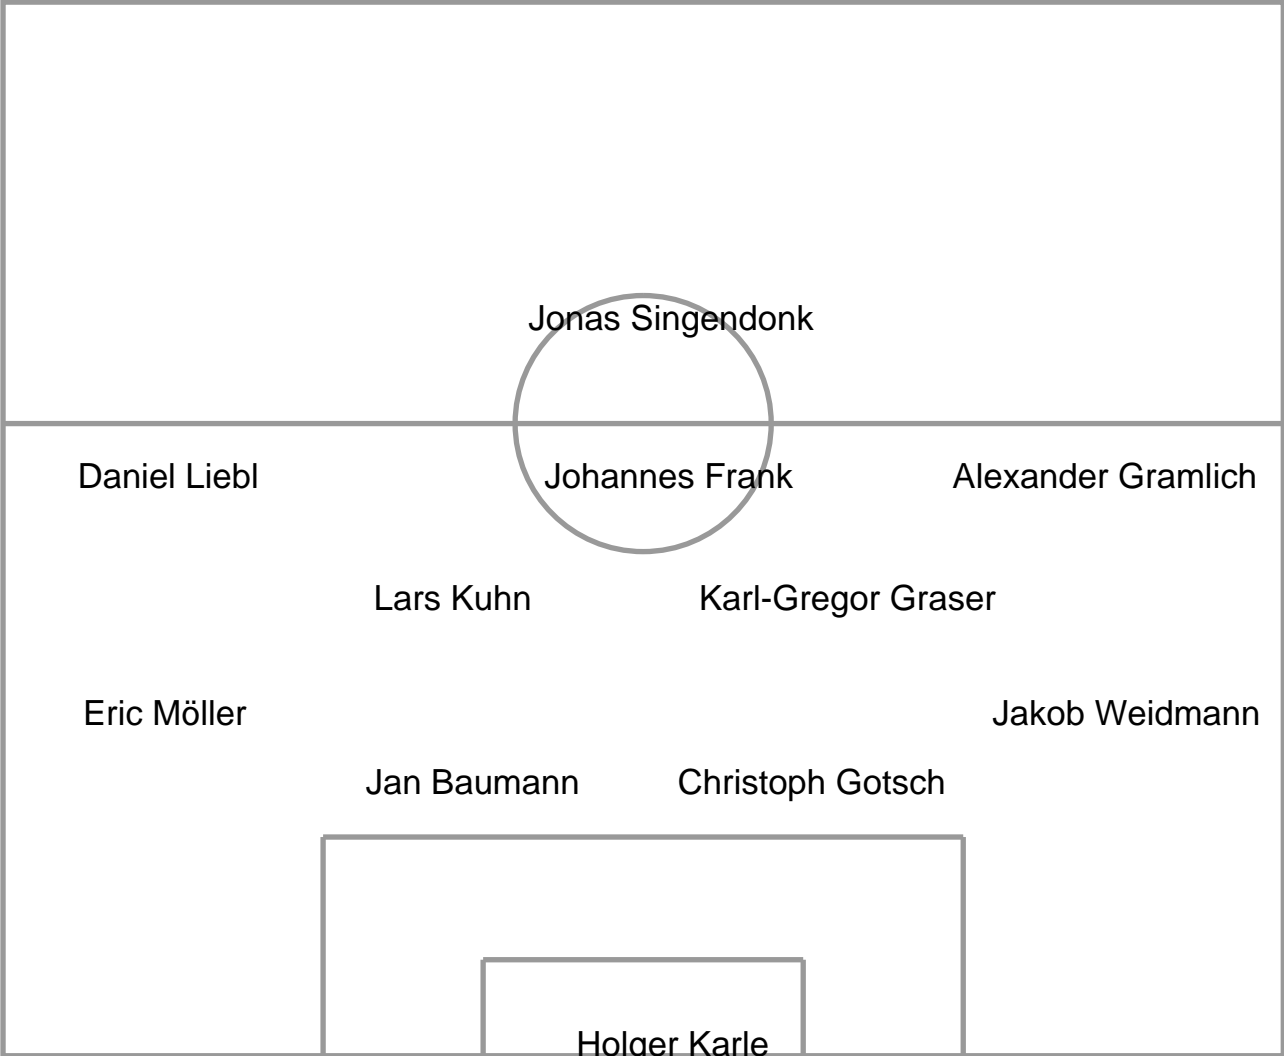 Jonas Singendonk
Daniel Liebl
Johannes Frank
Alexander Gramlich
Lars Kuhn
Karl-Gregor Graser
Eric Möller
Jakob Weidmann
Jan Baumann
Christoph Gotsch
Holger Karle